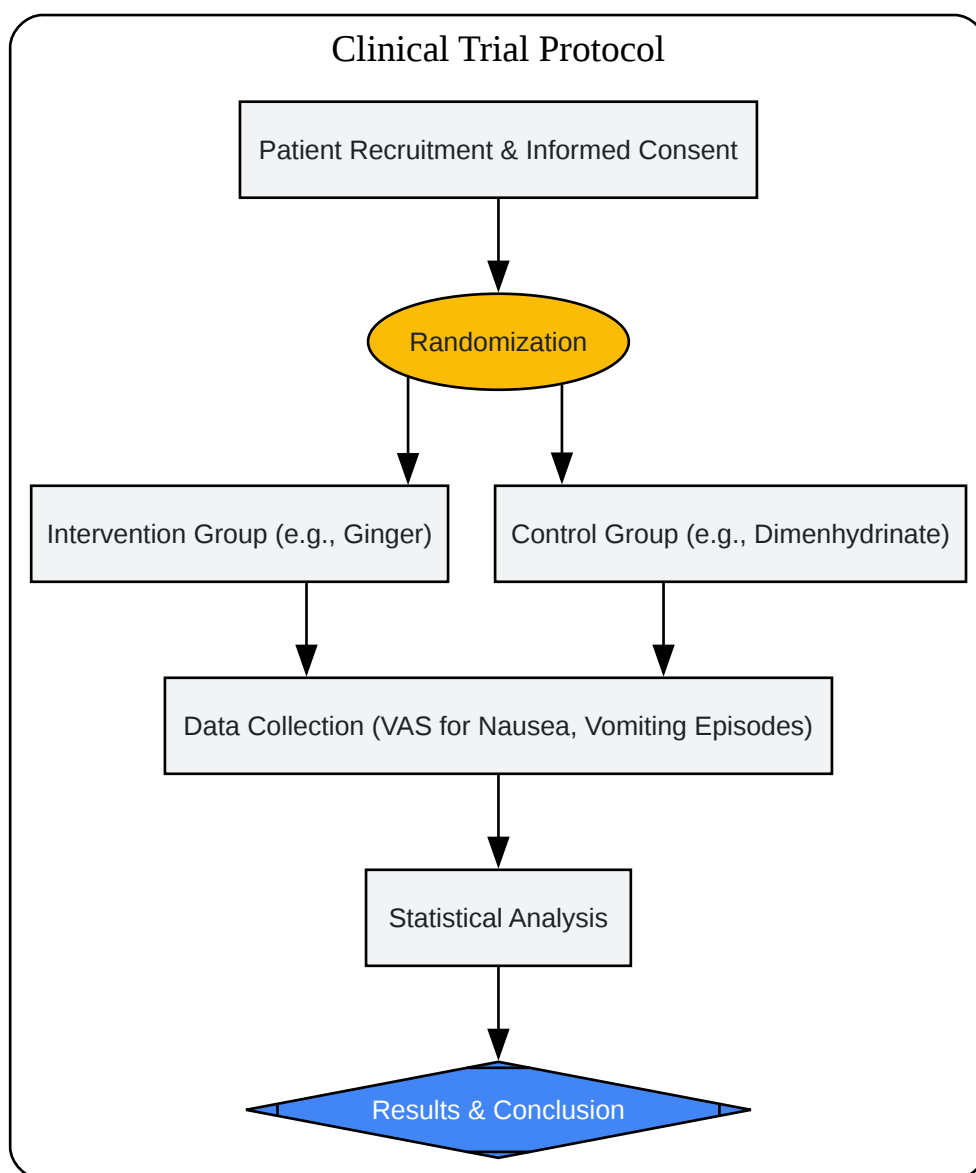 Clinical Trial Protocol
Patient Recruitment & Informed Consent
Randomization
Intervention Group (e.g., Ginger)
Control Group (e.g., Dimenhydrinate)
Data Collection (VAS for Nausea, Vomiting Episodes)
Statistical Analysis
Results & Conclusion